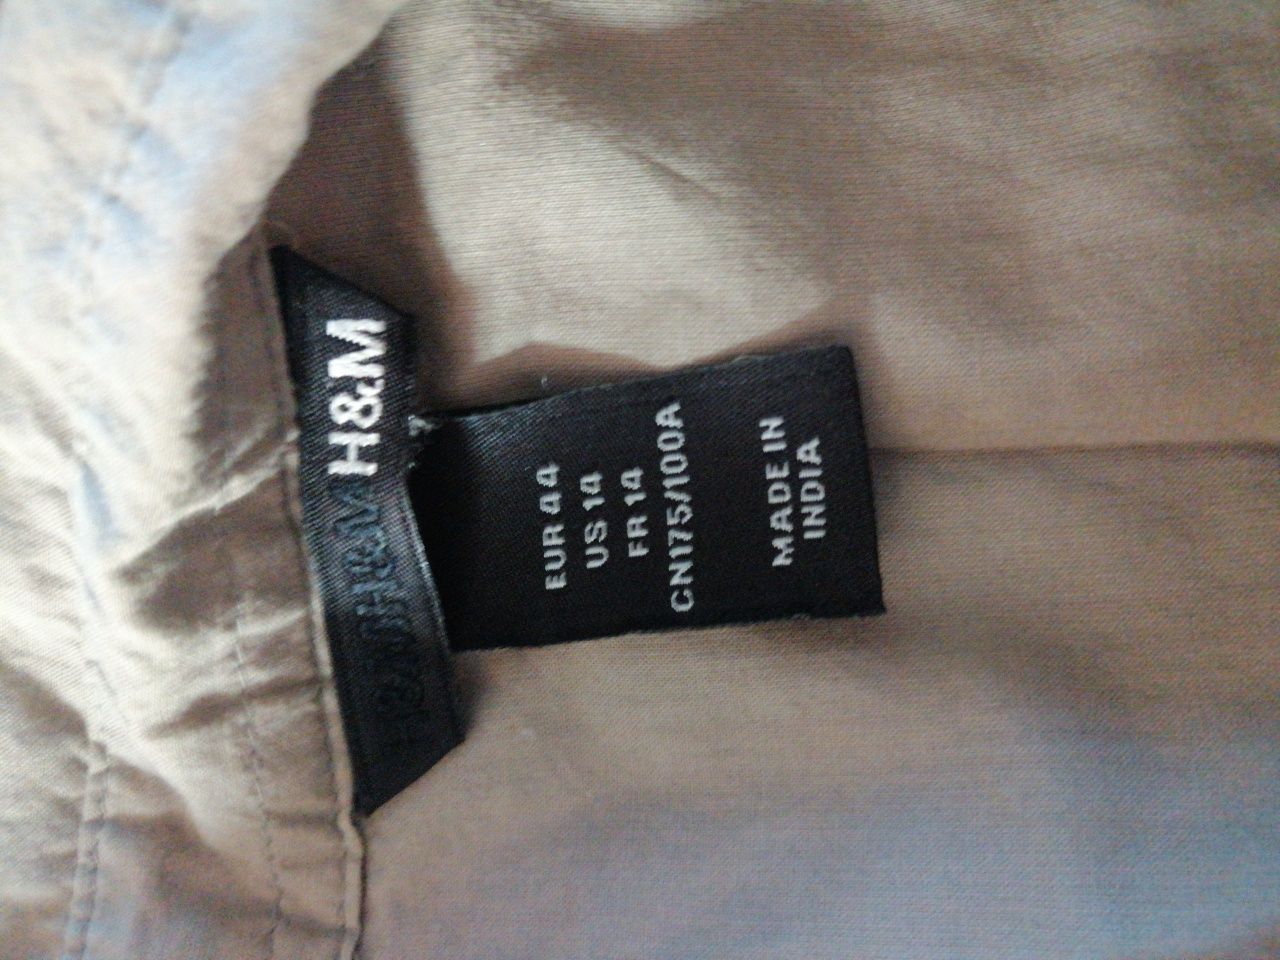 H&M
EUR 44
US 14
FR 14
CN175/100A
MADE IN
INDIA